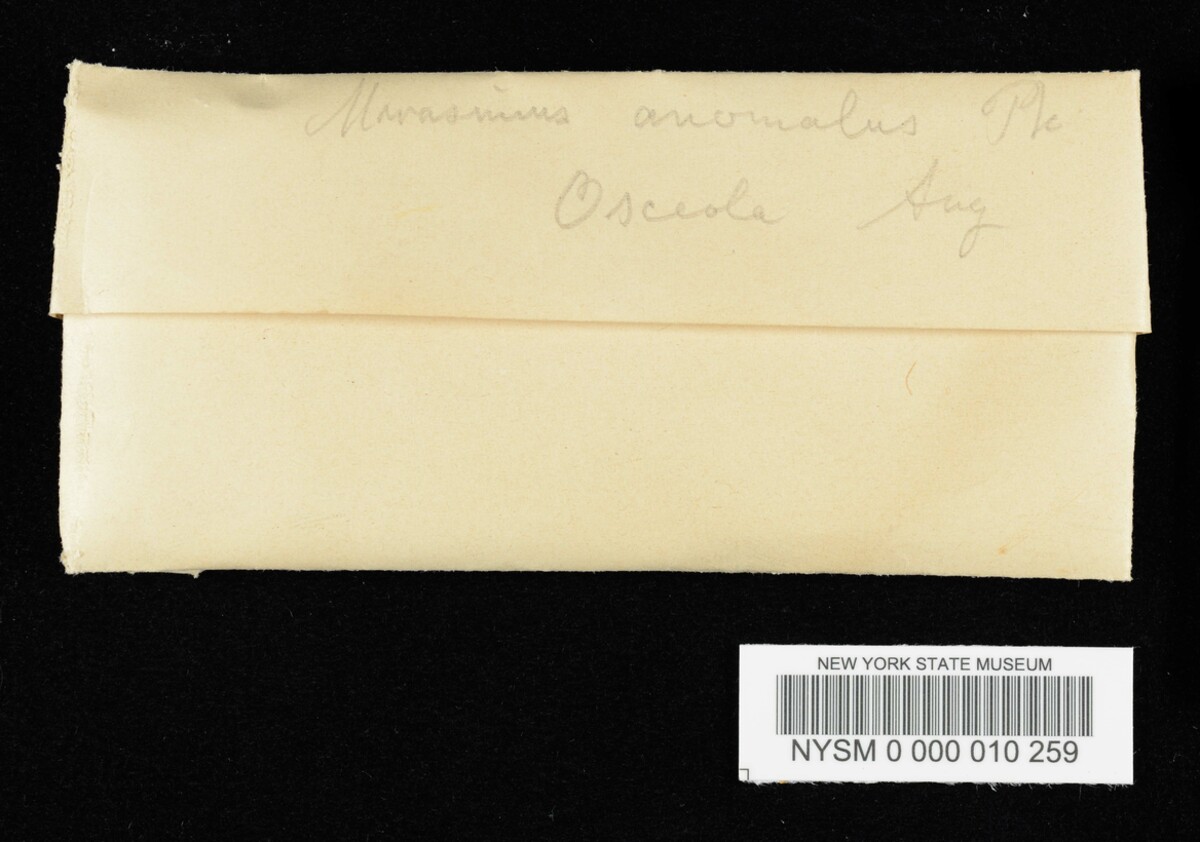 Marasmius anomalus Pk
Osceola Aug
NEW YORK STATE MUSEUM
NYSM 0 000 010 259